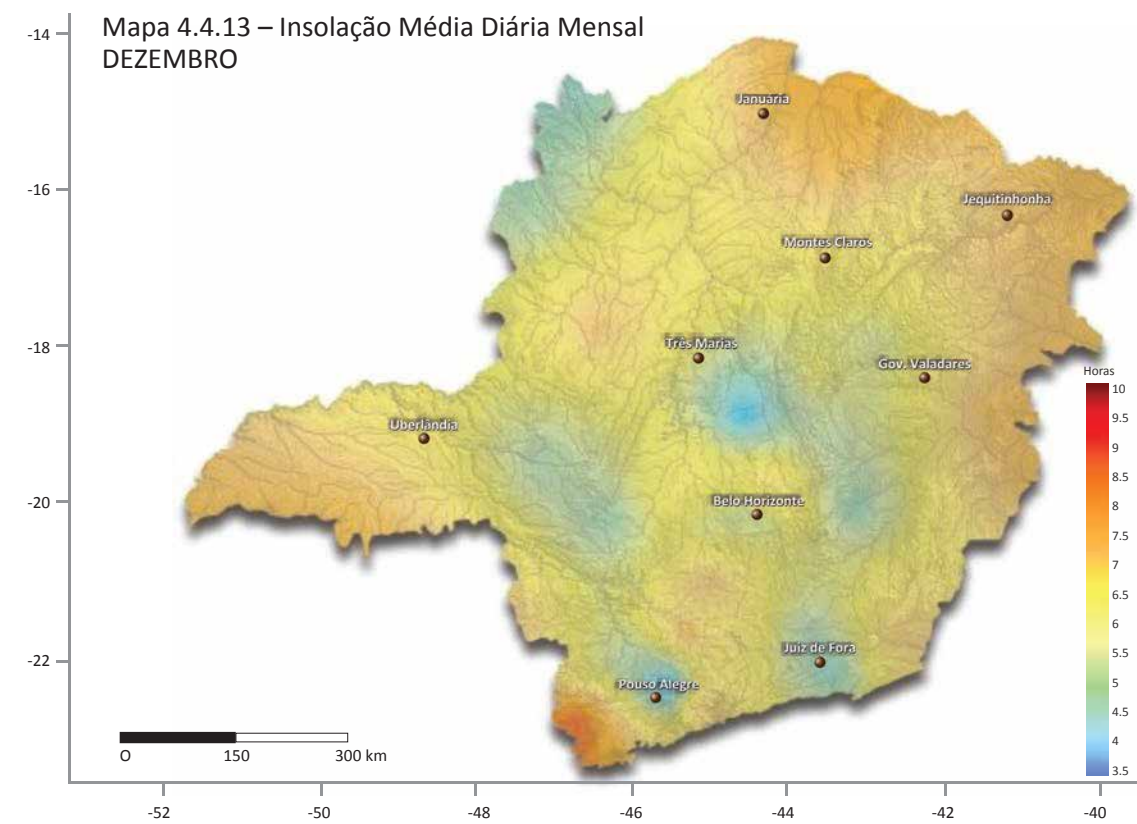 Mapa 4.4.13 – Insolação Média Diária Mensal
DEZEMBRO
-14
-16
-18
-20
-22
Januária
Jequitinhonha
Montes Claros
Três Marias
Gov. Valadares
Uberlândia
Belo Horizonte
Juiz de Fora
Pouso Alegre
Horas
10
9.5
9
8.5
8
7.5
7
6.5
6
5.5
5
4.5
4
3.5
0 150 300 km
-52 -50 -48 -46 -44 -42 -40